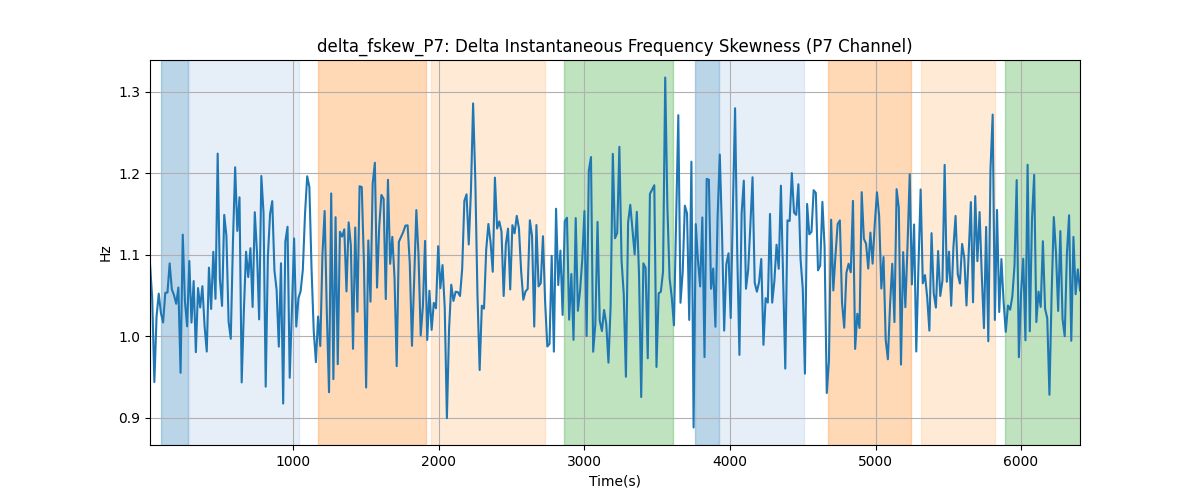 delta_fskew_P7: Delta Instantaneous Frequency Skewness (P7 Channel)
1.3
1.2
1.1
1.0
0.9
Hz
1000 2000 3000 4000 5000 6000
Time(s)